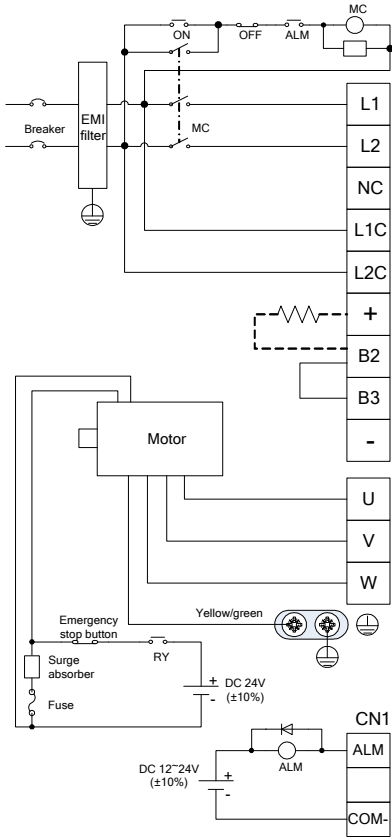 MC
ON
OFF
ALM
Breaker
EMI
filter
MC
L1
L2
NC
L1C
L2C
+
B2
B3
-
Motor
U
V
W
Yellow/green
Emergency
stop button
RY
Surge
absorber
Fuse
+
-
DC 24V
(±10%)
CN1
DC 12~24V
(±10%)
+
-
ALM
ALM
COM-